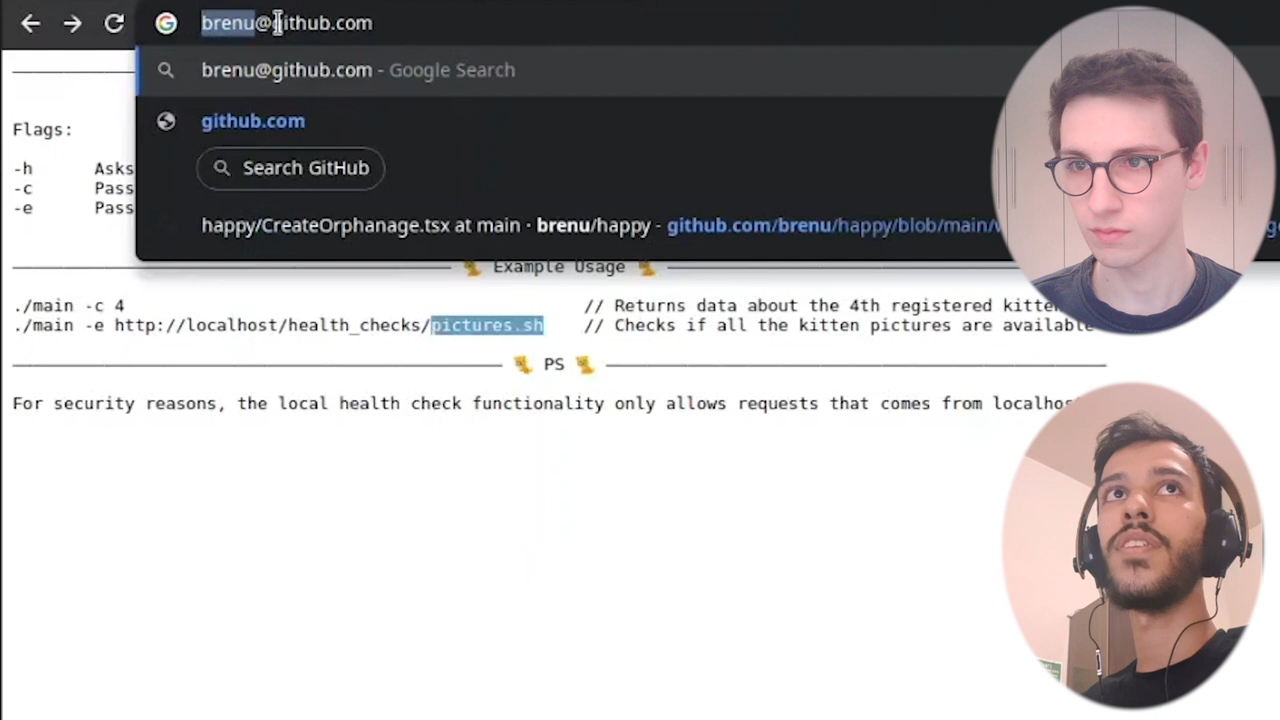 brenu@github.com
brenu@github.com - Google Search
github.com
Search GitHub
happy/CreateOrphanage.tsx at main · brenu/happy - github.com/brenu/happy/blob/main/
Flags:
-h Asks
-c Pass
-e Pass
Example Usage
./main -c 4 // Returns data about the 4th registered kitten
./main -e http://localhost/health_checks/pictures.sh // Checks if all the kitten pictures are available
PS
For security reasons, the local health check functionality only allows requests that comes from localhost